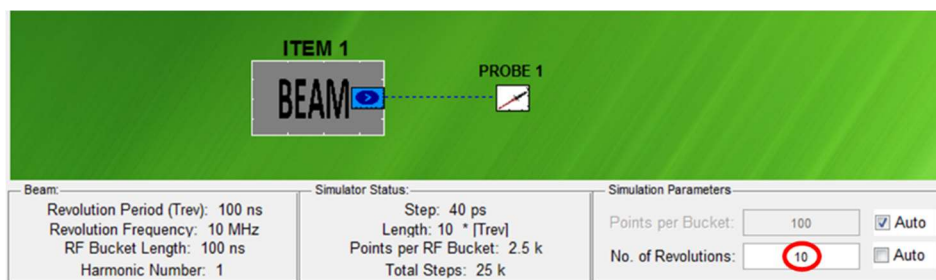 ITEM 1
BEAM
PROBE 1
Beam:
Revolution Period (Trev): 100 ns
Revolution Frequency: 10 MHz
RF Bucket Length: 100 ns
Harmonic Number: 1
Simulator Status:
Step: 40 ps
Length: 10 * [Trev]
Points per RF Bucket: 2.5 k
Total Steps: 25 k
Simulation Parameters
Points per Bucket: 100 Auto
No. of Revolutions: 10 Auto